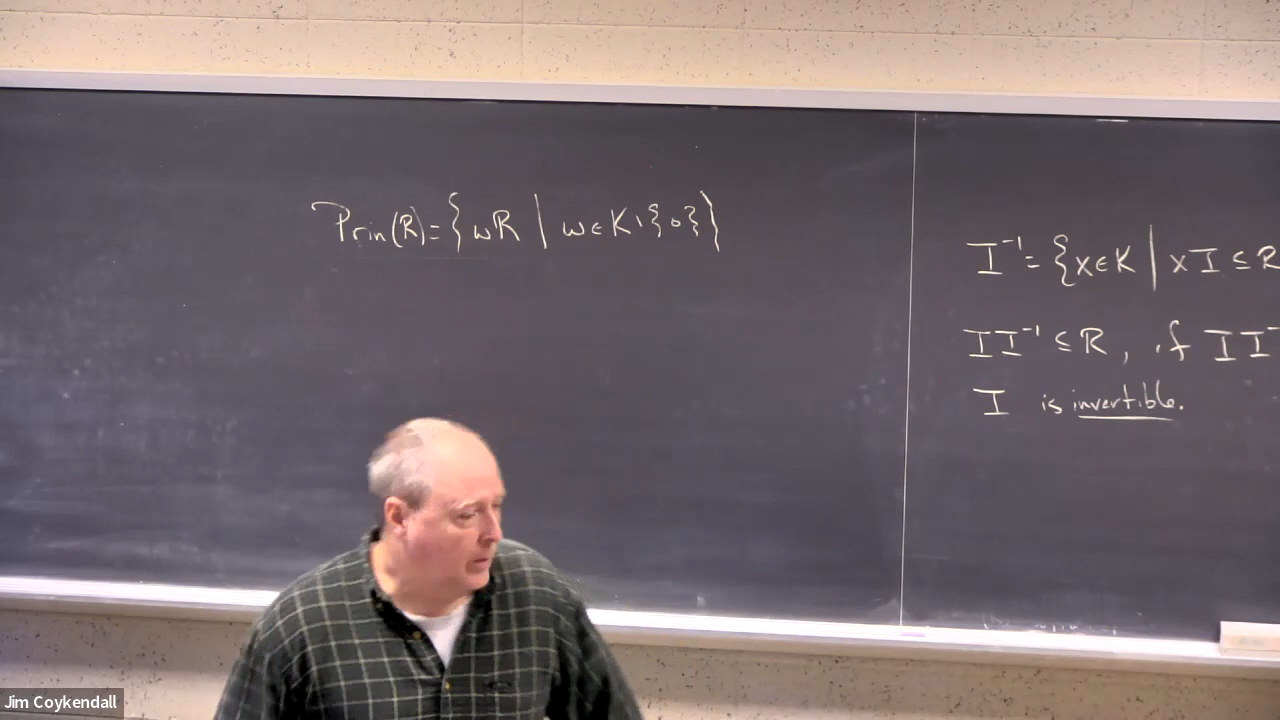 Prin(R)={wR | w∈K\{0}}
I⁻¹={x∈K | xI⊆R
II⁻¹⊆R, if II⁻
I is invertible.
Jim Coykendall